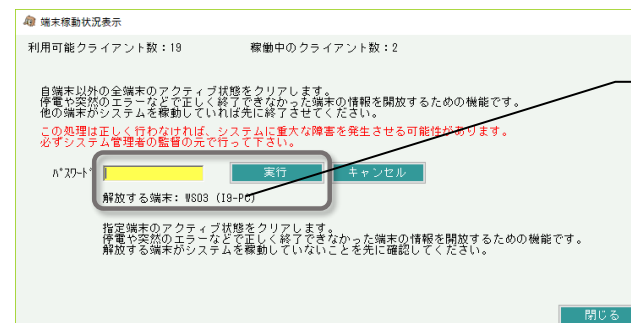 端末稼動状況表示
利用可能クライアント数：19 稼働中のクライアント数：2
自端末以外の全端末のアクティブ状態をクリアします。
停電や突然のエラーなどで正しく終了できなかった端末の情報を開放するための機能です。
他の端末がシステムを稼動していれば先に終了させてください。
この処理は正しく行わなければ、システムに重大な障害を発生させる可能性があります。
必ずシステム管理者の監督の元で行って下さい。
ﾊﾟｽﾜｰﾄﾞ 実行 キャンセル
解放する端末：WS03 (I9-PC)
指定端末のアクティブ状態をクリアします。
停電や突然のエラーなどで正しく終了できなかった端末の情報を開放するための機能です。
解放する端末がシステムを稼動していないことを先に確認してください。
閉じる